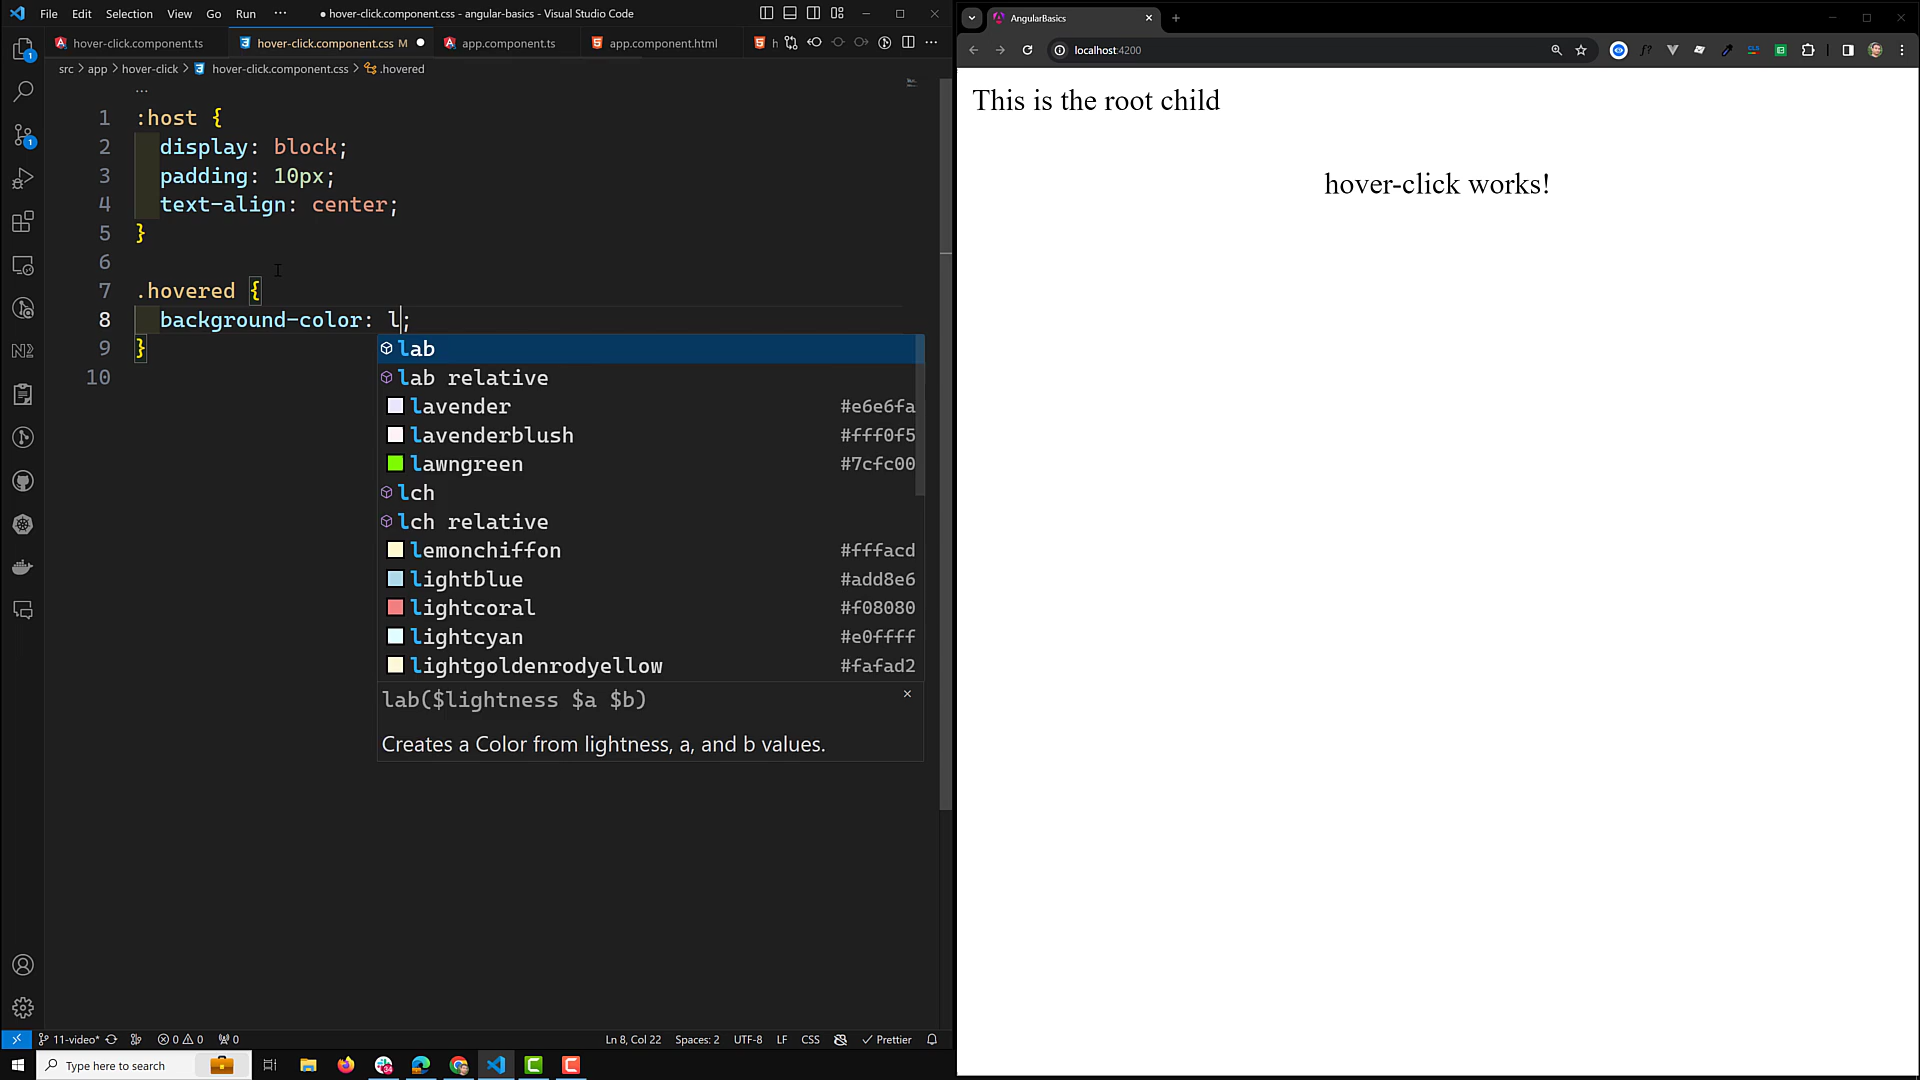 File Edit Selection View Go Run ··· ● hover-click.component.css - angular-basics - Visual Studio Code
hover-click.component.ts hover-click.component.css M ● app.component.ts app.component.html h
src > app > hover-click > hover-click.component.css > .hovered
...
1 :host {
2 display: block;
3 padding: 10px;
4 text-align: center;
5 }
6
7 .hovered {
8 background-color: l;
9 }
10
lab
lab relative
lavender #e6e6fa
lavenderblush #fff0f5
lawngreen #7cfc00
lch
lch relative
lemonchiffon #fffacd
lightblue #add8e6
lightcoral #f08080
lightcyan #e0ffff
lightgoldenrodyellow #fafad2
lab($lightness $a $b)
Creates a Color from lightness, a, and b values.
11-video* 0 0 0 Ln 8, Col 22 Spaces: 2 UTF-8 LF CSS Prettier
Type here to search
AngularBasics
localhost:4200
This is the root child
hover-click works!